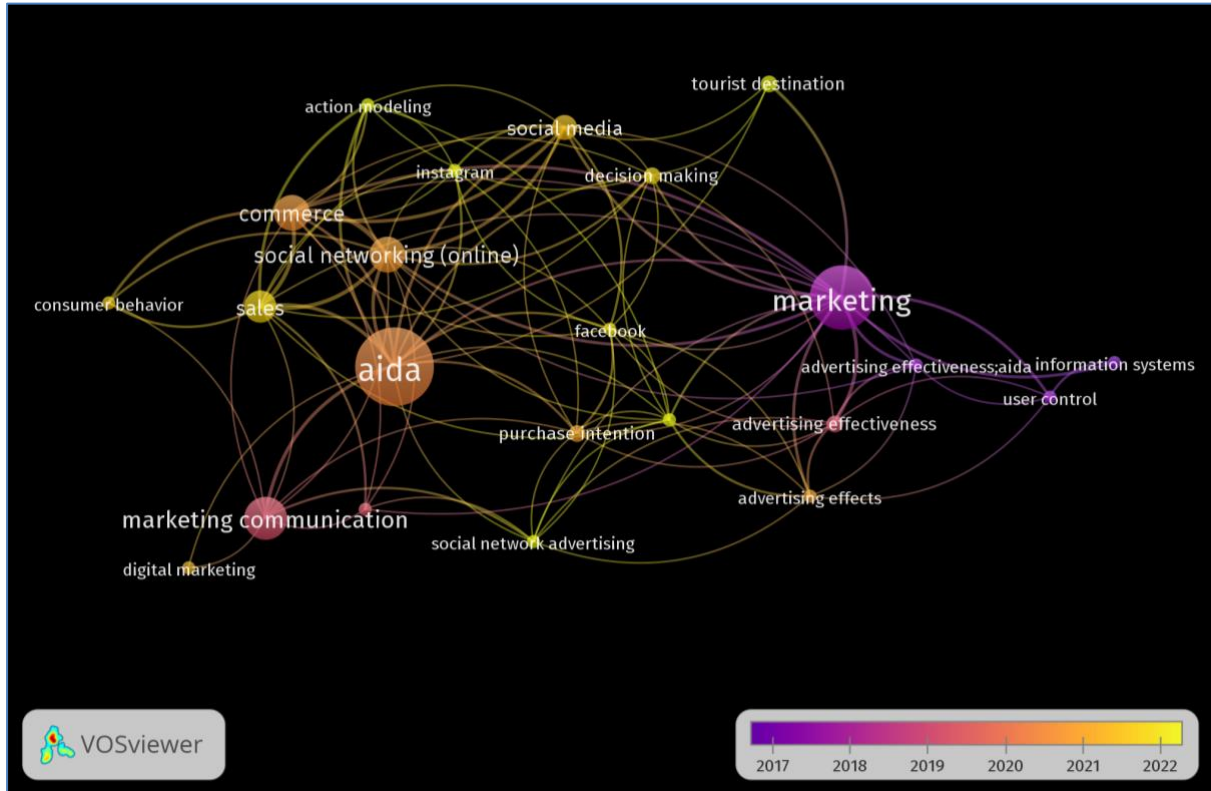 tourist destination
action modeling
social media
instagram
decision making
commerce
social networking (online)
marketing
consumer behavior
sales
facebook
aida
advertising effectiveness;aida
information systems
user control
advertising effectiveness
purchase intention
advertising effects
marketing communication
social network advertising
digital marketing
VOSviewer
2017 2018 2019 2020 2021 2022